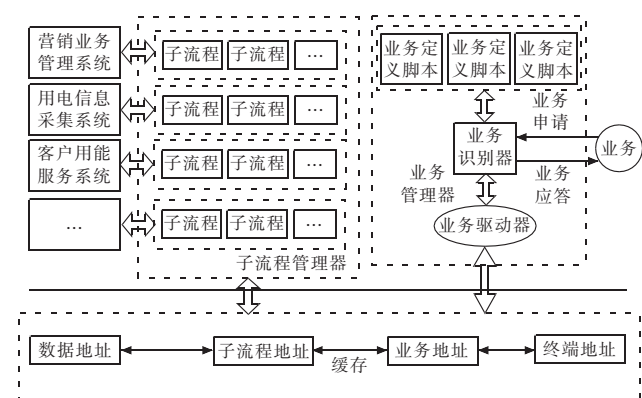 营销业务
管理系统
子流程 子流程 …
用电信息
采集系统
子流程 子流程 …
客户用能
服务系统
子流程 子流程 …
…
子流程 子流程 …
子流程管理器
业务定
义脚本
业务定
义脚本
业务定
义脚本
业务
申请
业务
识别器
业务
业务
管理器
业务
应答
业务驱动器
数据地址
子流程地址
缓存
业务地址
终端地址